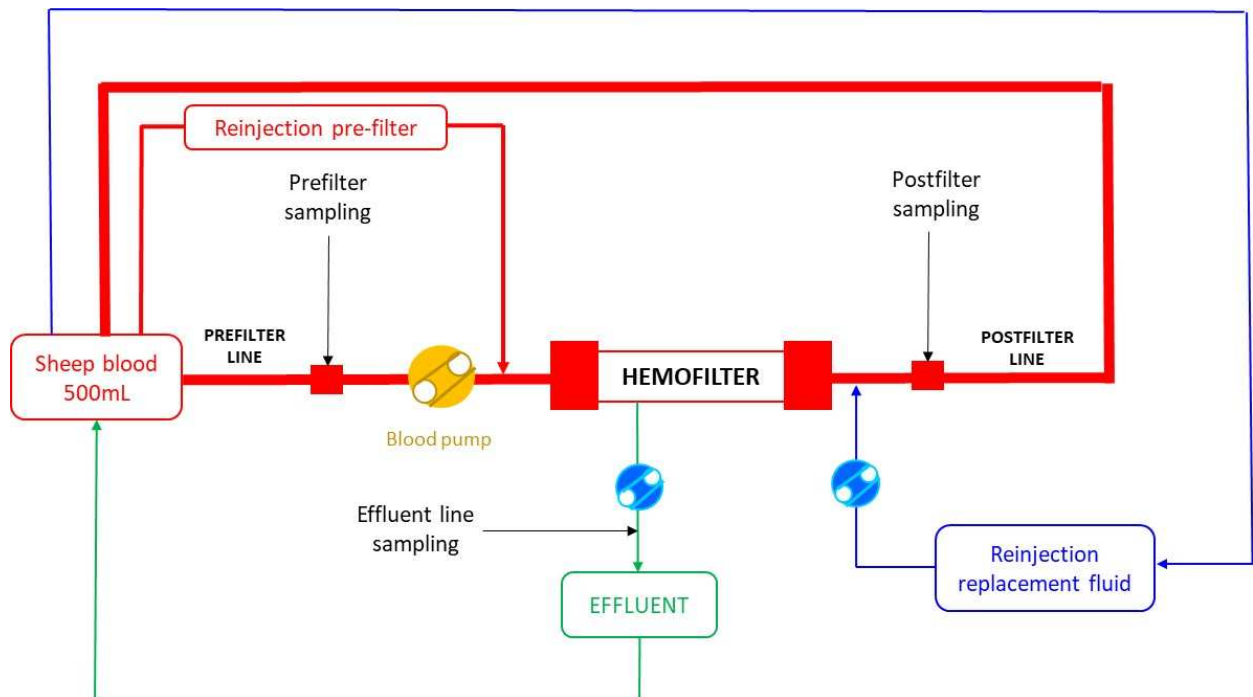 Reinjection pre-filter
Prefilter
sampling
Postfilter
sampling
PREFILTER
LINE
POSTFILTER
LINE
Sheep blood
500mL
HEMOFILTER
Blood pump
Effluent line
sampling
Reinjection
replacement fluid
EFFLUENT